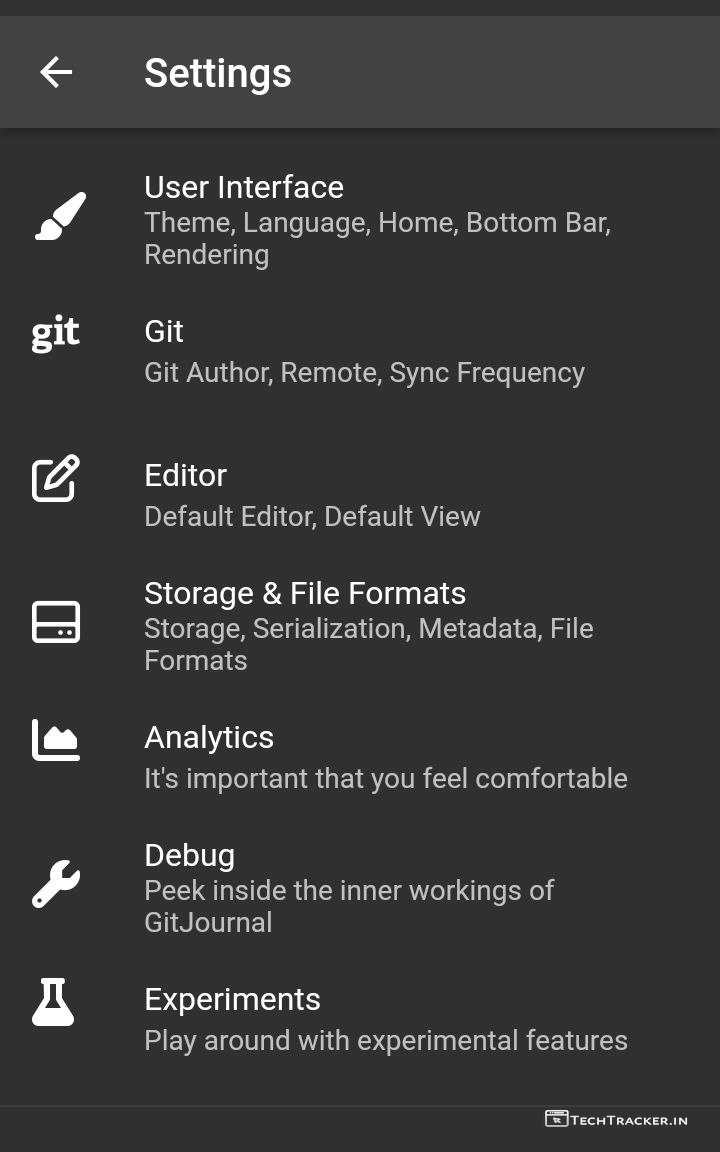 Settings
User Interface
Theme, Language, Home, Bottom Bar,
Rendering
git
Git
Git Author, Remote, Sync Frequency
Editor
Default Editor, Default View
Storage & File Formats
Storage, Serialization, Metadata, File
Formats
Analytics
It's important that you feel comfortable
Debug
Peek inside the inner workings of
GitJournal
Experiments
Play around with experimental features
TECHTRACKER.IN